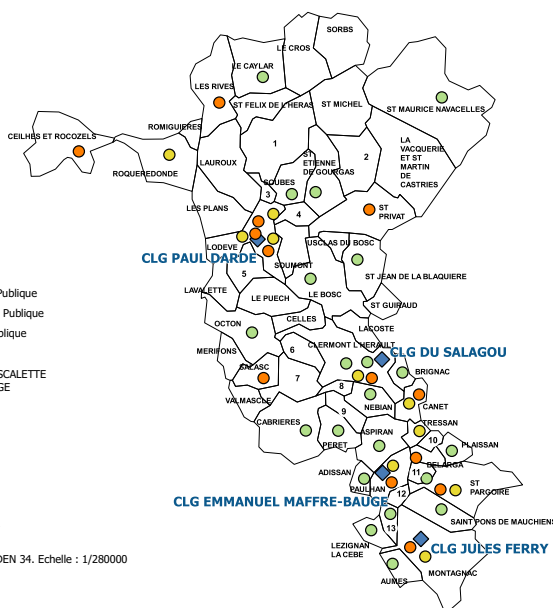 SORBS
LE CROS
LE CAYLAR
LES RIVES
ST FELIX DE L'HERAS
ST MICHEL
ST MAURICE NAVACELLES
ROMIGUIERES
CEILHES ET ROCOZELS
1
LA
VACQUERIE
ET ST
MARTIN
DE
CASTRIES
ST
ETIENNE
DE GOURGAS
2
LAUROUX
ROQUEREDONDE
SOUBES
3
LES PLANS
4
ST
PRIVAT
LODEVE
USCLAS DU BOSC
CLG PAUL DARDE
SOUMONT
5
ST JEAN DE LA BLAQUIERE
LAVALETTE
LE PUECH
LE BOSC
Publique
ST GUIRAUD
Publique
CELLES
OCTON
LACOSTE
blique
CLERMONT L'HERAULT
MERIFONS
6
CLG DU SALAGOU
SALASC
BRIGNAC
SCALETTE
7
GE
8
VALMASCLE
NEBIAN
CANET
9
TRESSAN
CABRIERES
ASPIRAN
10
PERET
PLAISSAN
BELARGA
ADISSAN
11
PAULHAN
ST
PARGOIRE
12
CLG EMMANUEL MAFFRE-BAUGE
SAINT PONS DE MAUCHIENS
13
LEZIGNAN
LA CEBE
CLG JULES FERRY
DEN 34. Echelle : 1/280000
MONTAGNAC
AUMES